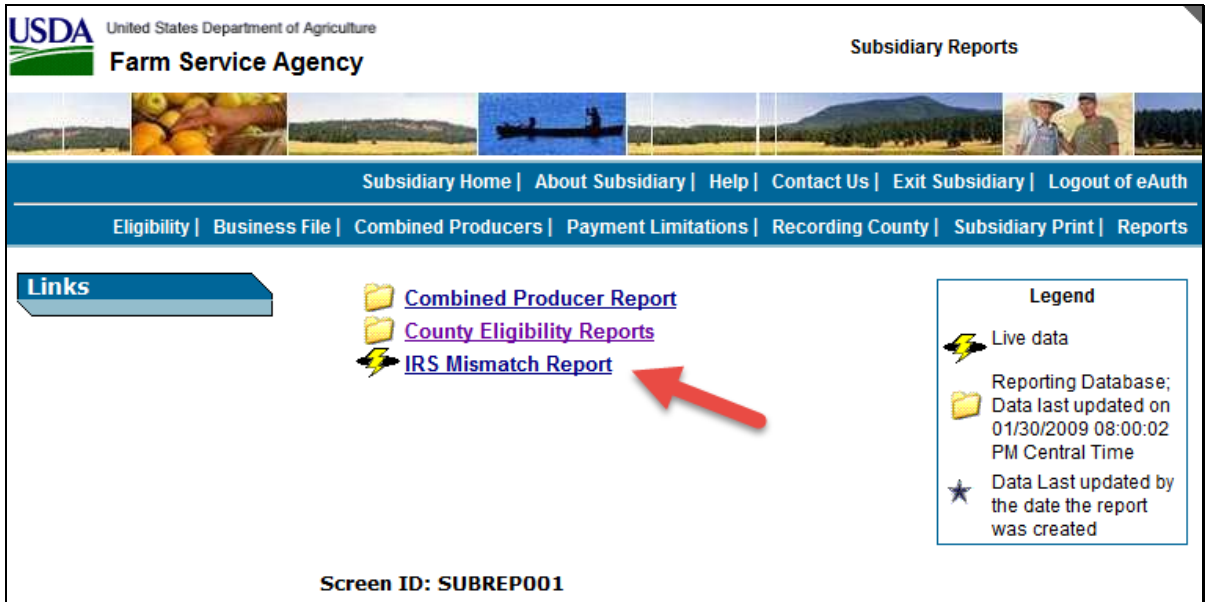 USDA
United States Department of Agriculture
Farm Service Agency
Subsidiary Reports
Subsidiary Home | About Subsidiary | Help | Contact Us | Exit Subsidiary | Logout of eAuth
Eligibility | Business File | Combined Producers | Payment Limitations | Recording County | Subsidiary Print | Reports
Links
Combined Producer Report
County Eligibility Reports
IRS Mismatch Report
Legend
Live data
Reporting Database;
Data last updated on
01/30/2009 08:00:02
PM Central Time
Data Last updated by
the date the report
was created
Screen ID: SUBREP001